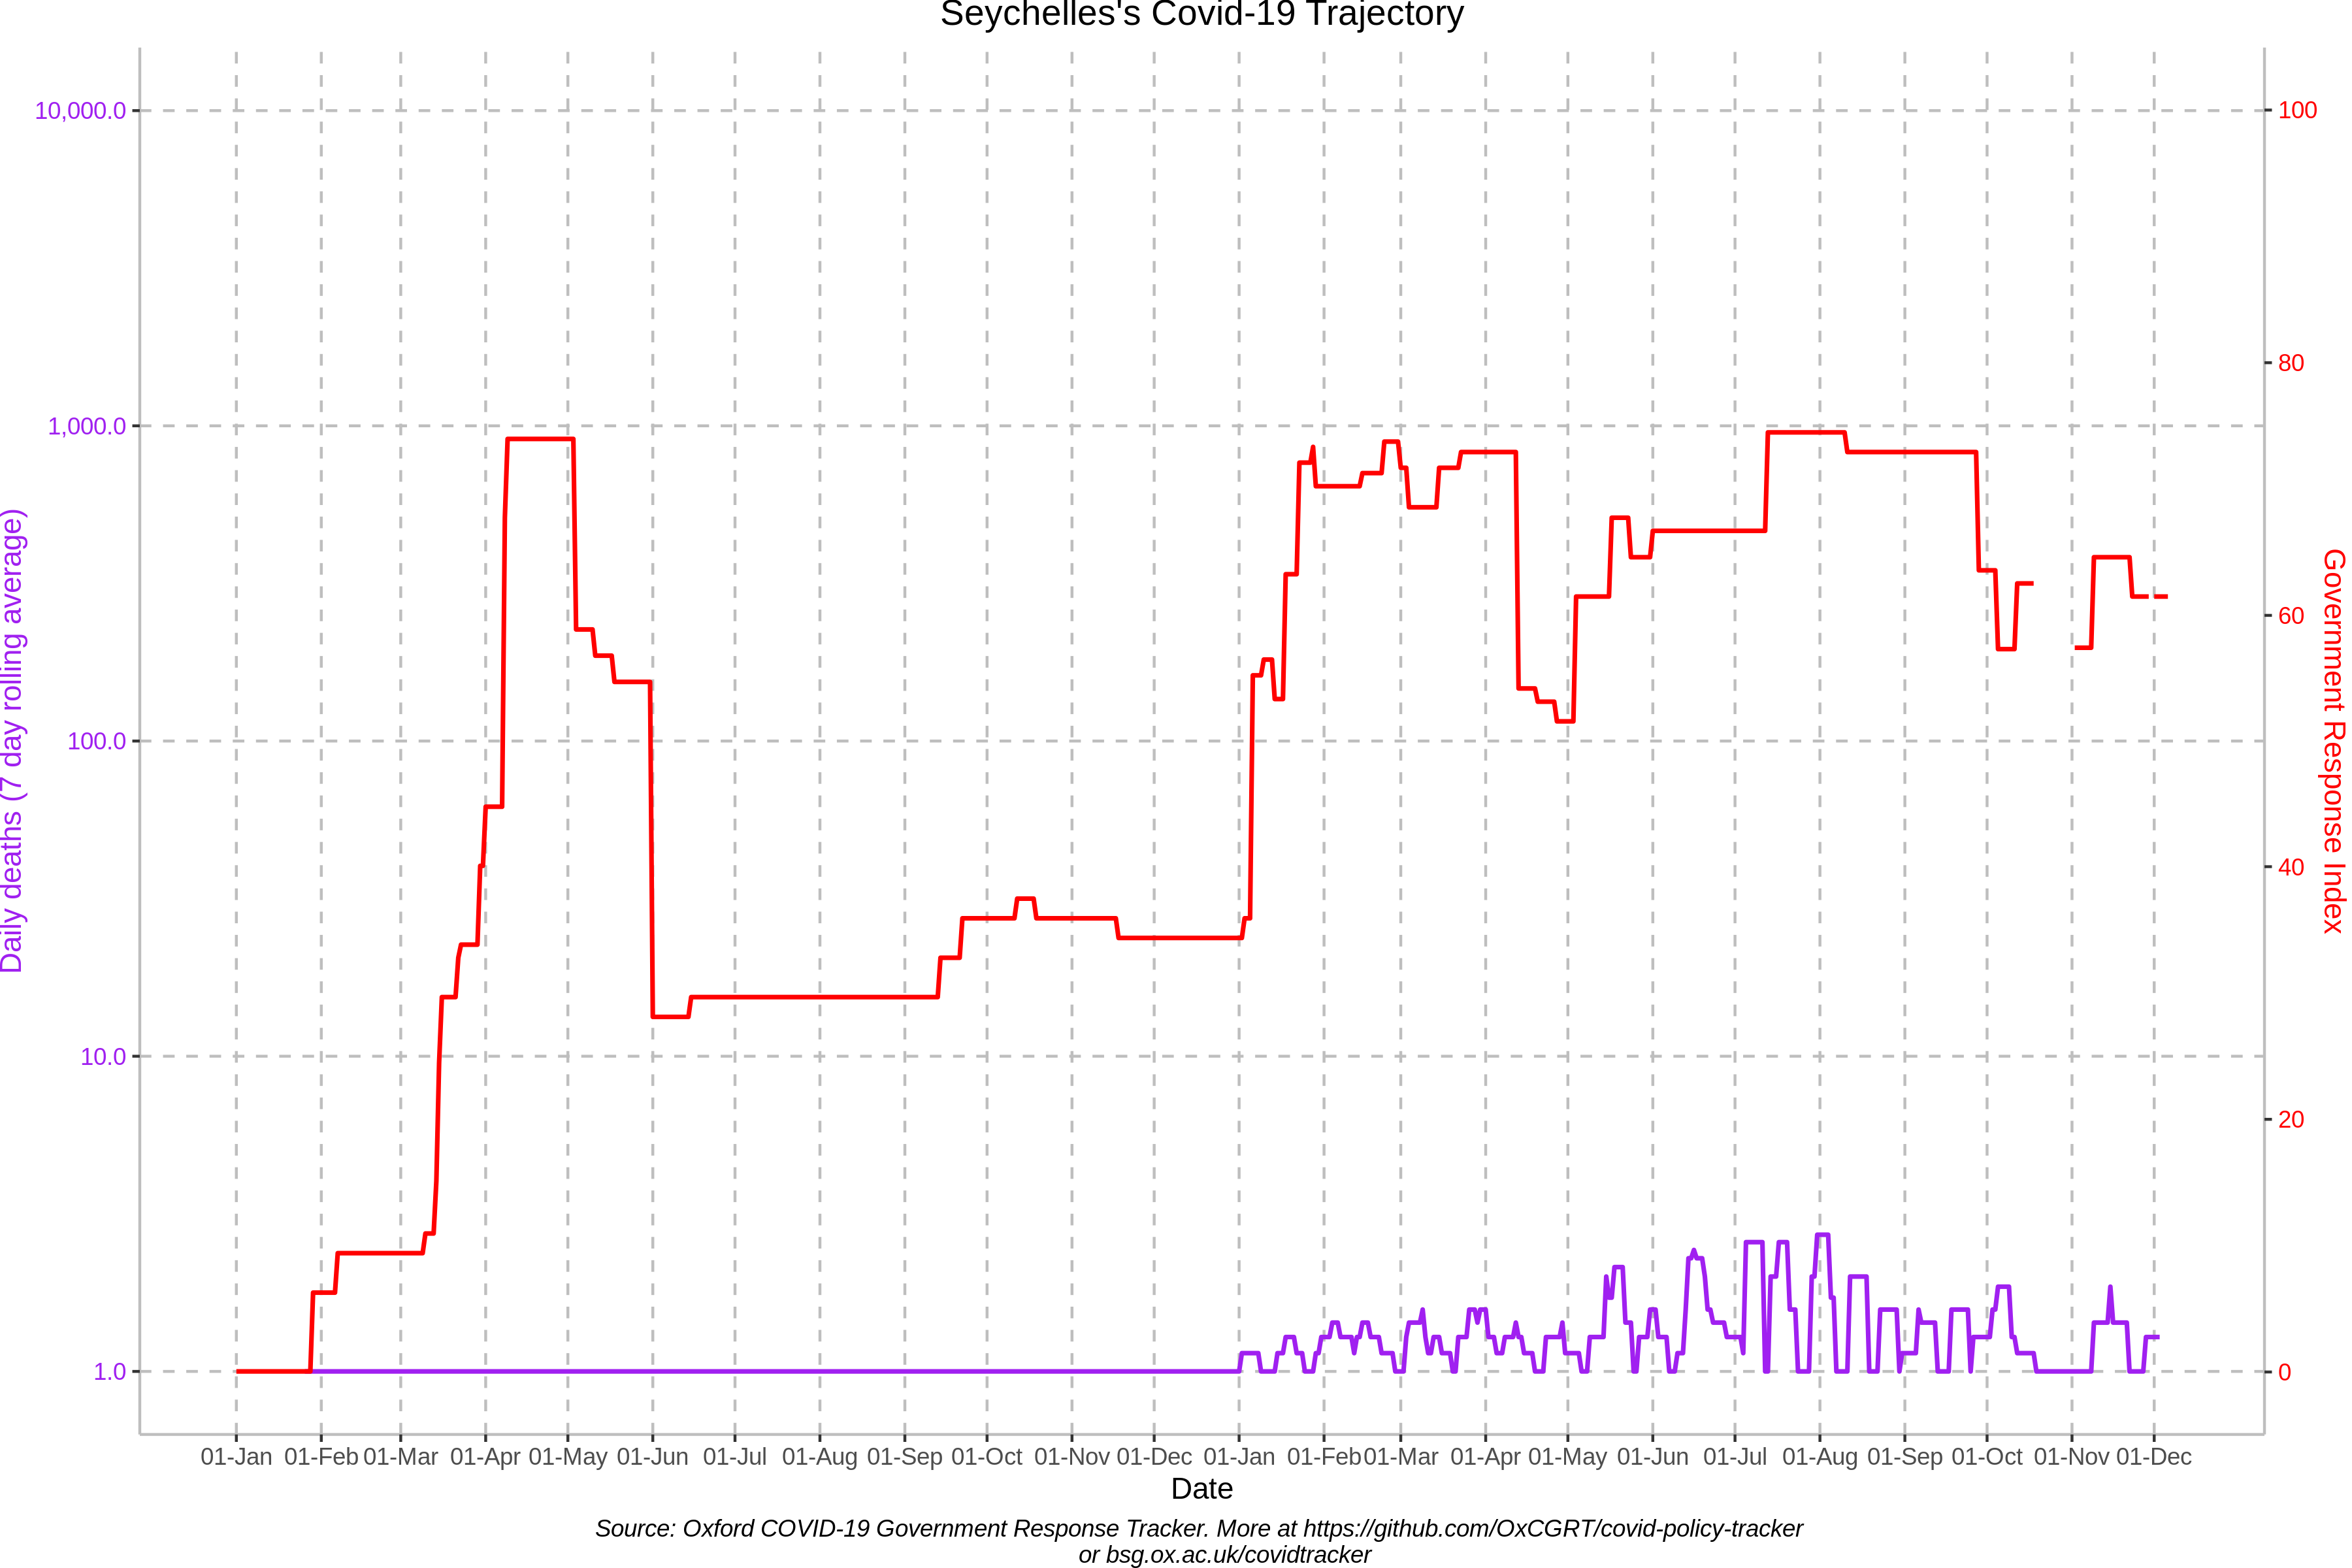 Seychelles's Covid-19 Trajectory
10,000.0
1,000.0
100.0
10.0
1.0
Daily deaths (7 day rolling average)
100
80
60
40
20
0
Government Response Index
01-Jan 01-Feb 01-Mar 01-Apr 01-May 01-Jun 01-Jul 01-Aug 01-Sep 01-Oct 01-Nov 01-Dec 01-Jan 01-Feb 01-Mar 01-Apr 01-May 01-Jun 01-Jul 01-Aug 01-Sep 01-Oct 01-Nov 01-Dec
Date
Source: Oxford COVID-19 Government Response Tracker. More at https://github.com/OxCGRT/covid-policy-tracker
or bsg.ox.ac.uk/covidtracker